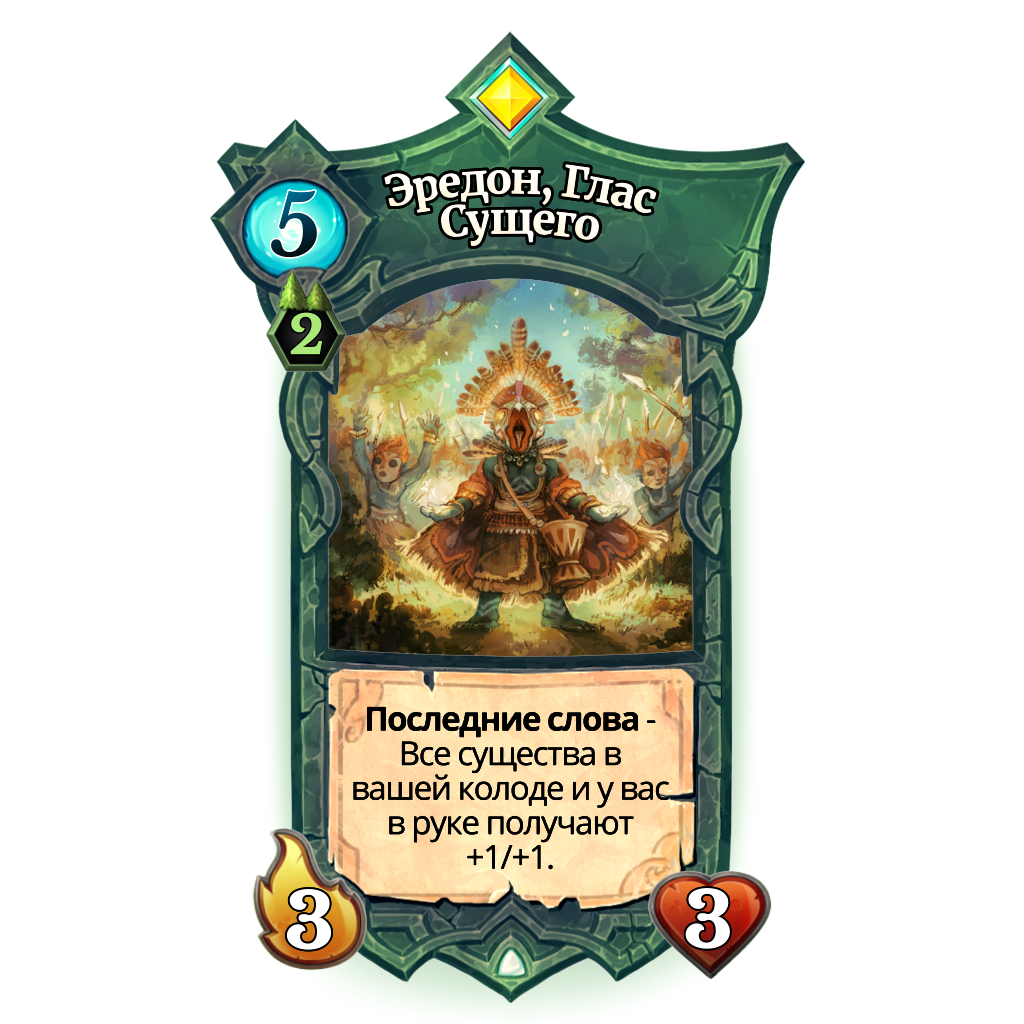 5
Эредон, Глас
Сущего
2
Последние слова -
Все существа в
вашей колоде и у вас
в руке получают
+1/+1.
3
3